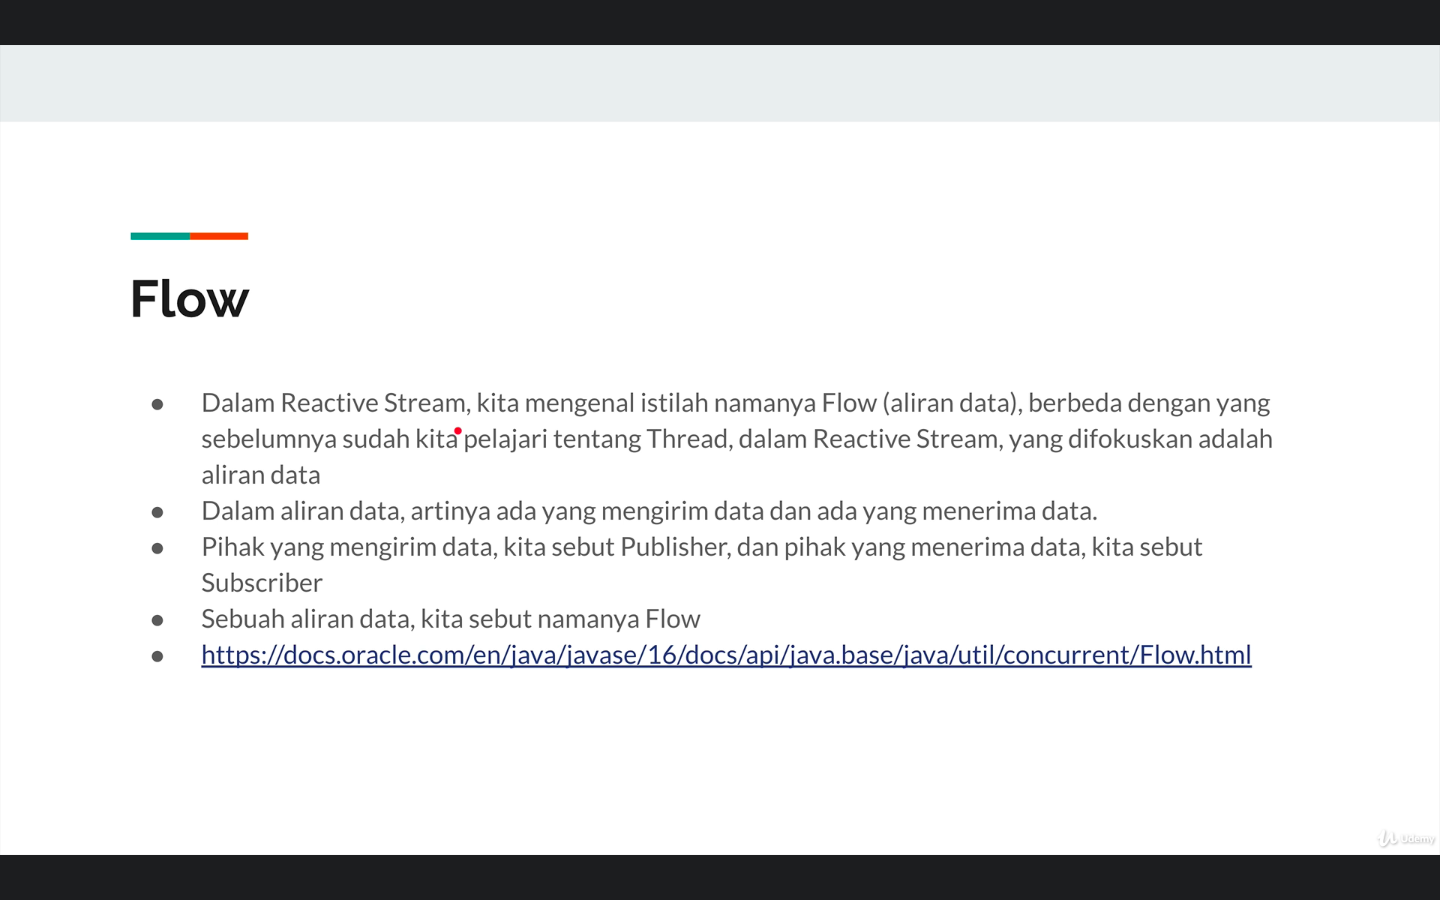 Flow
● Dalam Reactive Stream, kita mengenal istilah namanya Flow (aliran data), berbeda dengan yang
sebelumnya sudah kita pelajari tentang Thread, dalam Reactive Stream, yang difokuskan adalah
aliran data
● Dalam aliran data, artinya ada yang mengirim data dan ada yang menerima data.
● Pihak yang mengirim data, kita sebut Publisher, dan pihak yang menerima data, kita sebut
Subscriber
● Sebuah aliran data, kita sebut namanya Flow
● https://docs.oracle.com/en/java/javase/16/docs/api/java.base/java/util/concurrent/Flow.html
Udemy